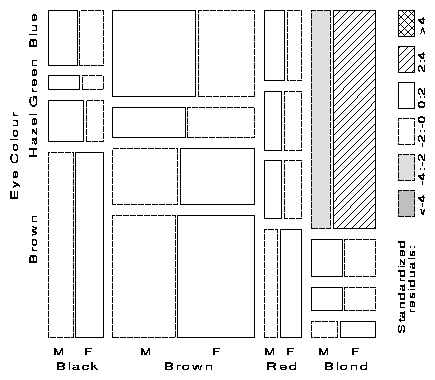 Eye Colour
Blue
Green
Hazel
Brown
M F M F M F M F
Black Brown Red Blond
>4
2:4
0:2
-2:-0
-4:-2
<-4
Standardized
residuals: